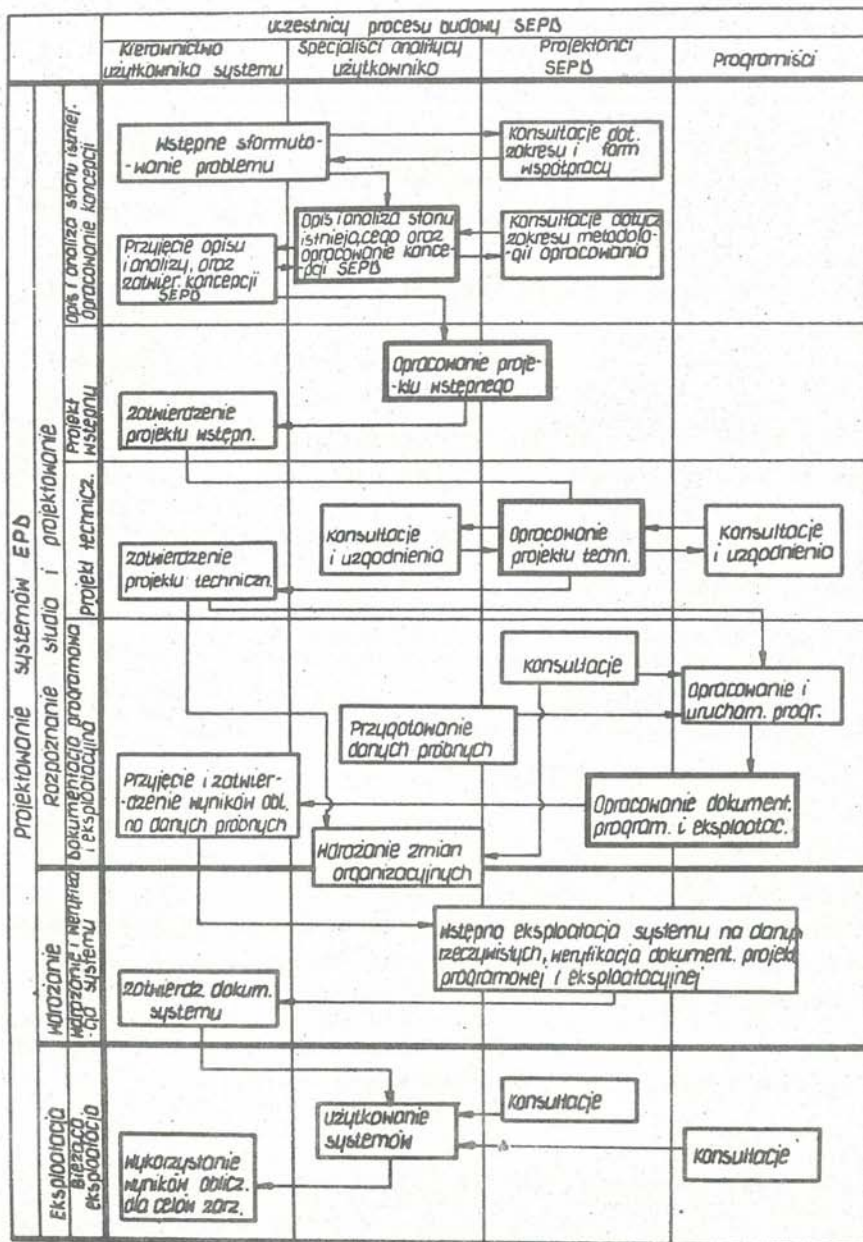 uczestnicy procesu budowy SEPD
Kierownictwo
użytkownika systemu
Specjaliści analitycy
użytkownika
Projektanci
SEPD
Programiści
Projektowanie systemów EPD
Rozpoznanie studia i projektowanie
Opis i analiza stanu istniej.
Opracowanie koncepcji
Wstępne sformuło-
-wanie problemu
Konsultacje dot.
zakresu i form
współpracy
Opis i analiza stanu
istniejącego oraz
opracowanie konce-
pcji SEPD
Konsultacje dotycz.
zakresu metodolo-
gii opracowania
Przyjęcie opisu
i analizy, oraz
zatwier. koncepcji
SEPD
Projekt
wstępny
Opracowanie proje-
-ktu wstępnego
Zatwierdzenie
projektu wstępn.
Projekt technicz.
Konsultacje
i uzgodnienia
Opracowanie
projektu techn.
Konsultacje
i uzgodnienia
Zatwierdzenie
projektu techniczn.
Dokumentacja programowa
i eksploatacyjna
Konsultacje
Opracowanie i
urucham. progr.
Przygotowanie
danych próbnych
Przyjęcie i zatwier-
-dzenie wyników obl.
na danych próbnych
Opracowanie dokument.
program. i eksploatac.
Wdrażanie zmian
organizacyjnych
Wdrażanie
Wdrażanie i weryfika-
-cja systemu
Wstępna eksploatacja systemu na danyc
rzeczywistych, weryfikacja dokument. projekt
programowej i eksploatacyjnej
Zatwierdz. dokum.
systemu
Eksploatacja
Bieżąca
eksploatacja
Konsultacje
Użytkowanie
systemów
Konsultacje
Wykorzystanie
wyników oblicz.
dla celów zarz.